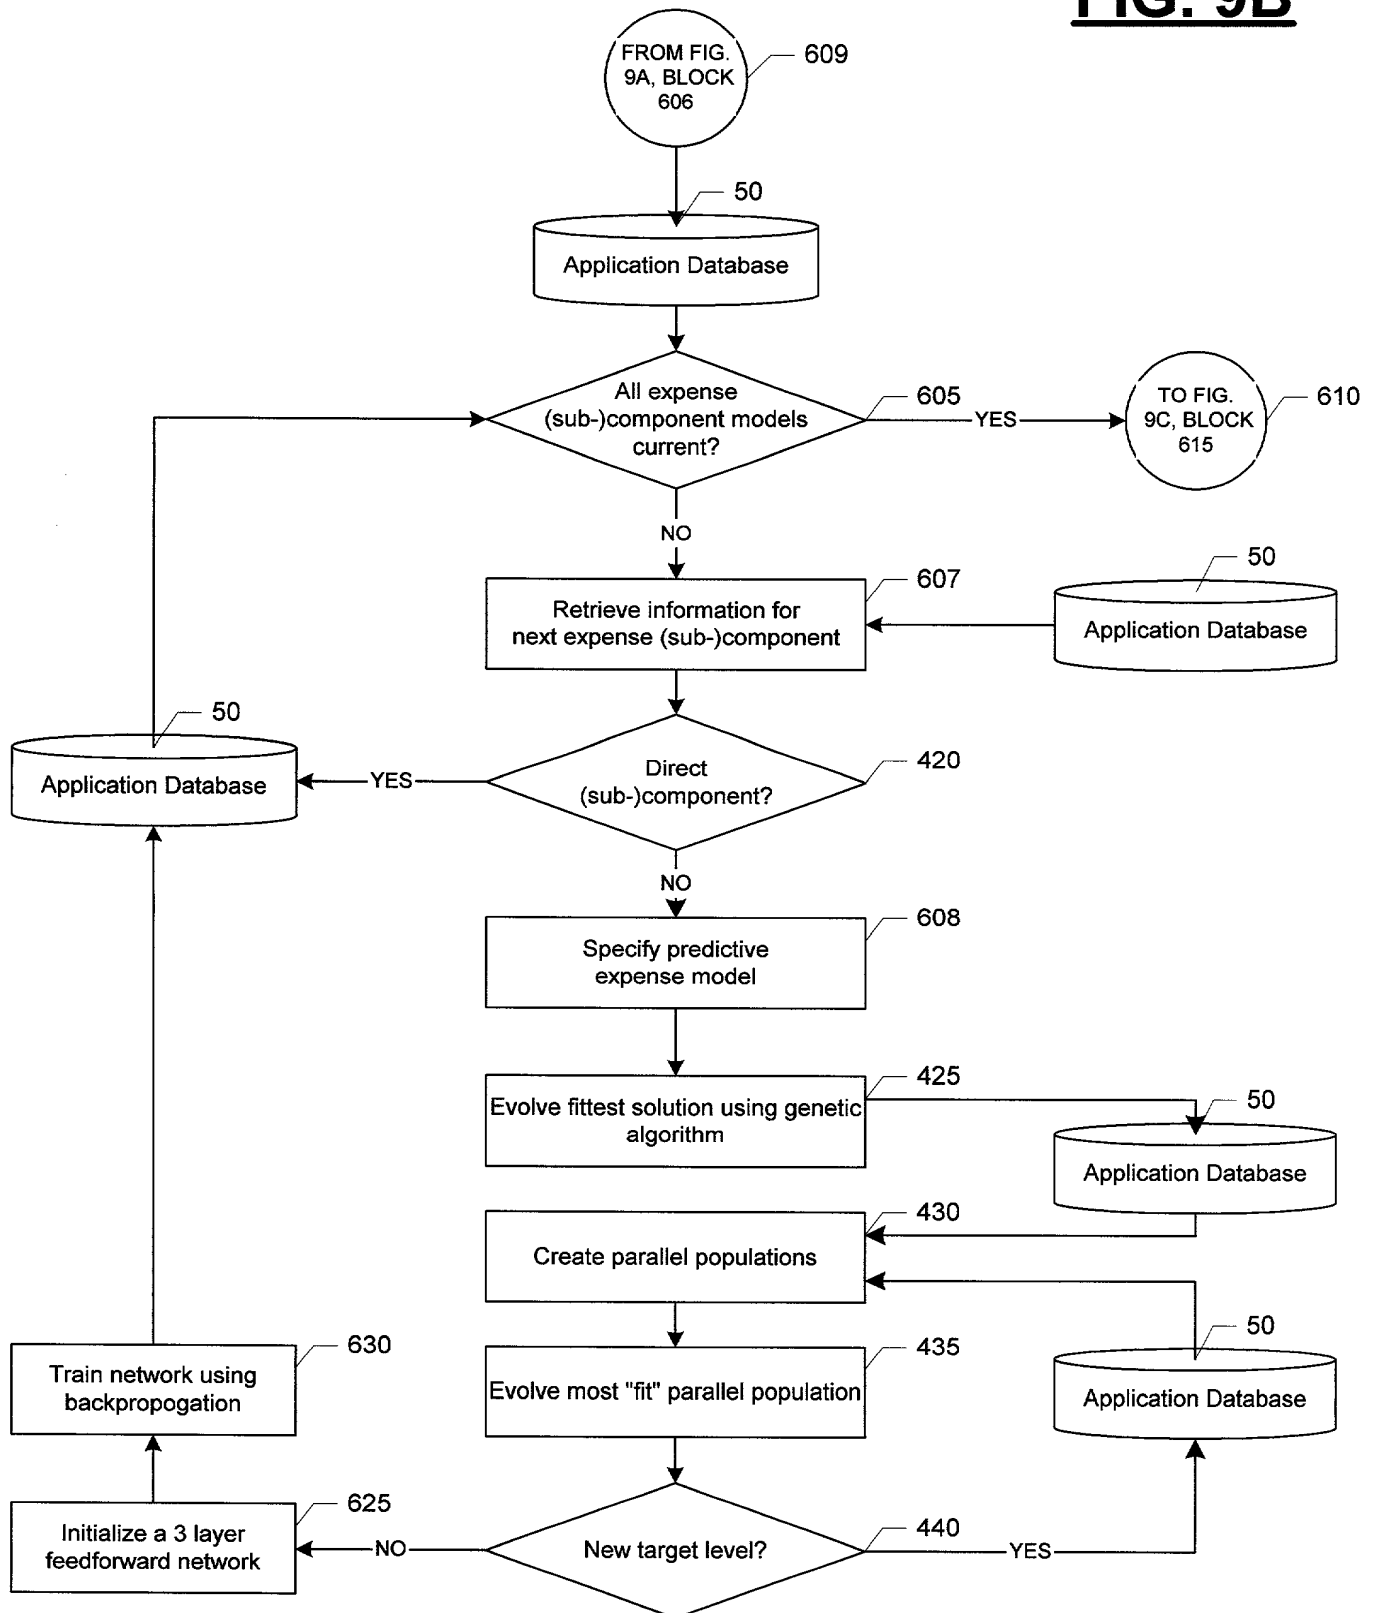 FIG. 9B
FROM FIG.
9A, BLOCK
606
609
50
Application Database
All expense
(sub-)component models
current?
605
YES
TO FIG.
9C, BLOCK
615
610
NO
607
Retrieve information for
next expense (sub-)component
50
Application Database
50
Application Database
YES
Direct
(sub-)component?
420
NO
608
Specify predictive
expense model
425
Evolve fittest solution using genetic
algorithm
50
Application Database
430
Create parallel populations
50
Application Database
435
Evolve most "fit" parallel population
630
Train network using
backpropogation
625
Initialize a 3 layer
feedforward network
NO
New target level?
440
YES